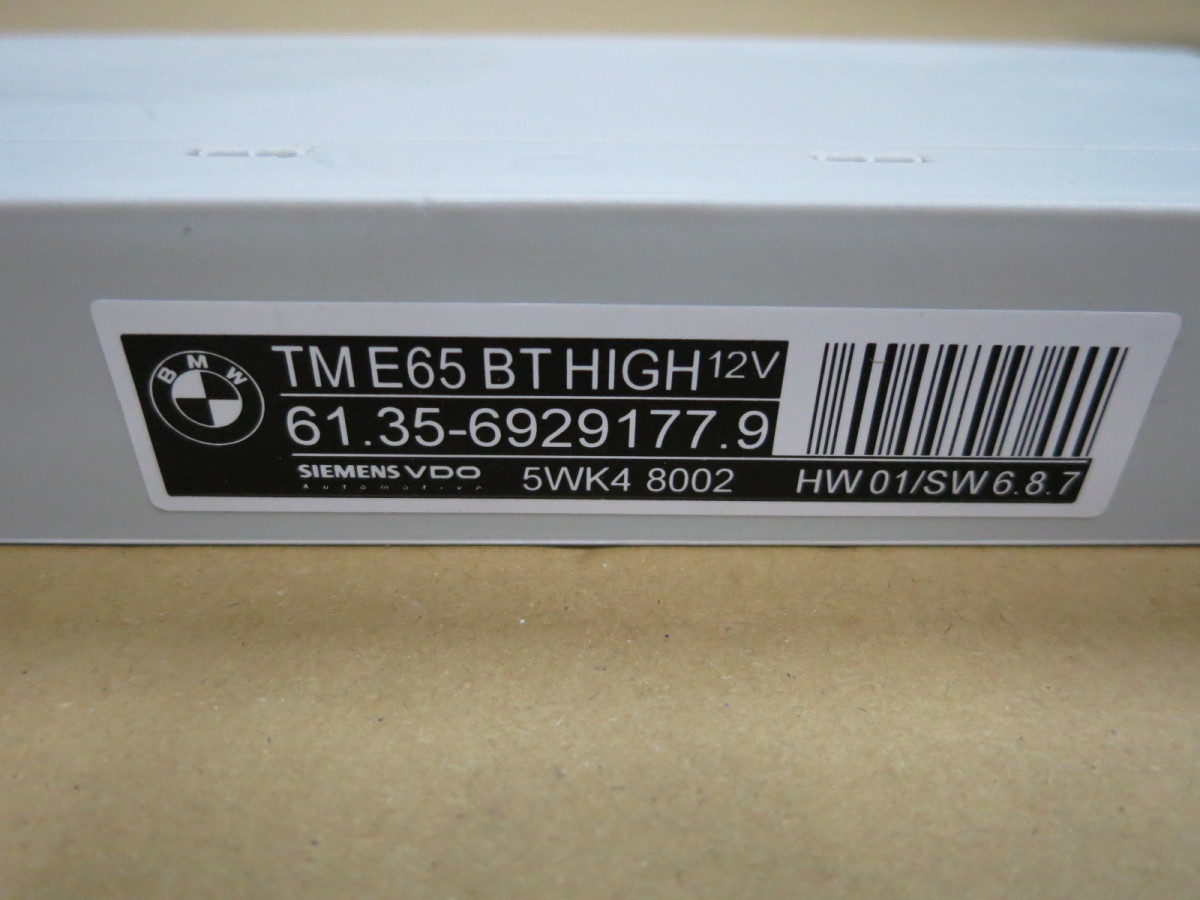 BMW
TM E65 BT HIGH 12V
61.35-6929177.9
SIEMENS VDO
Automotive
5WK4 8002
HW 01/SW 6.8.7